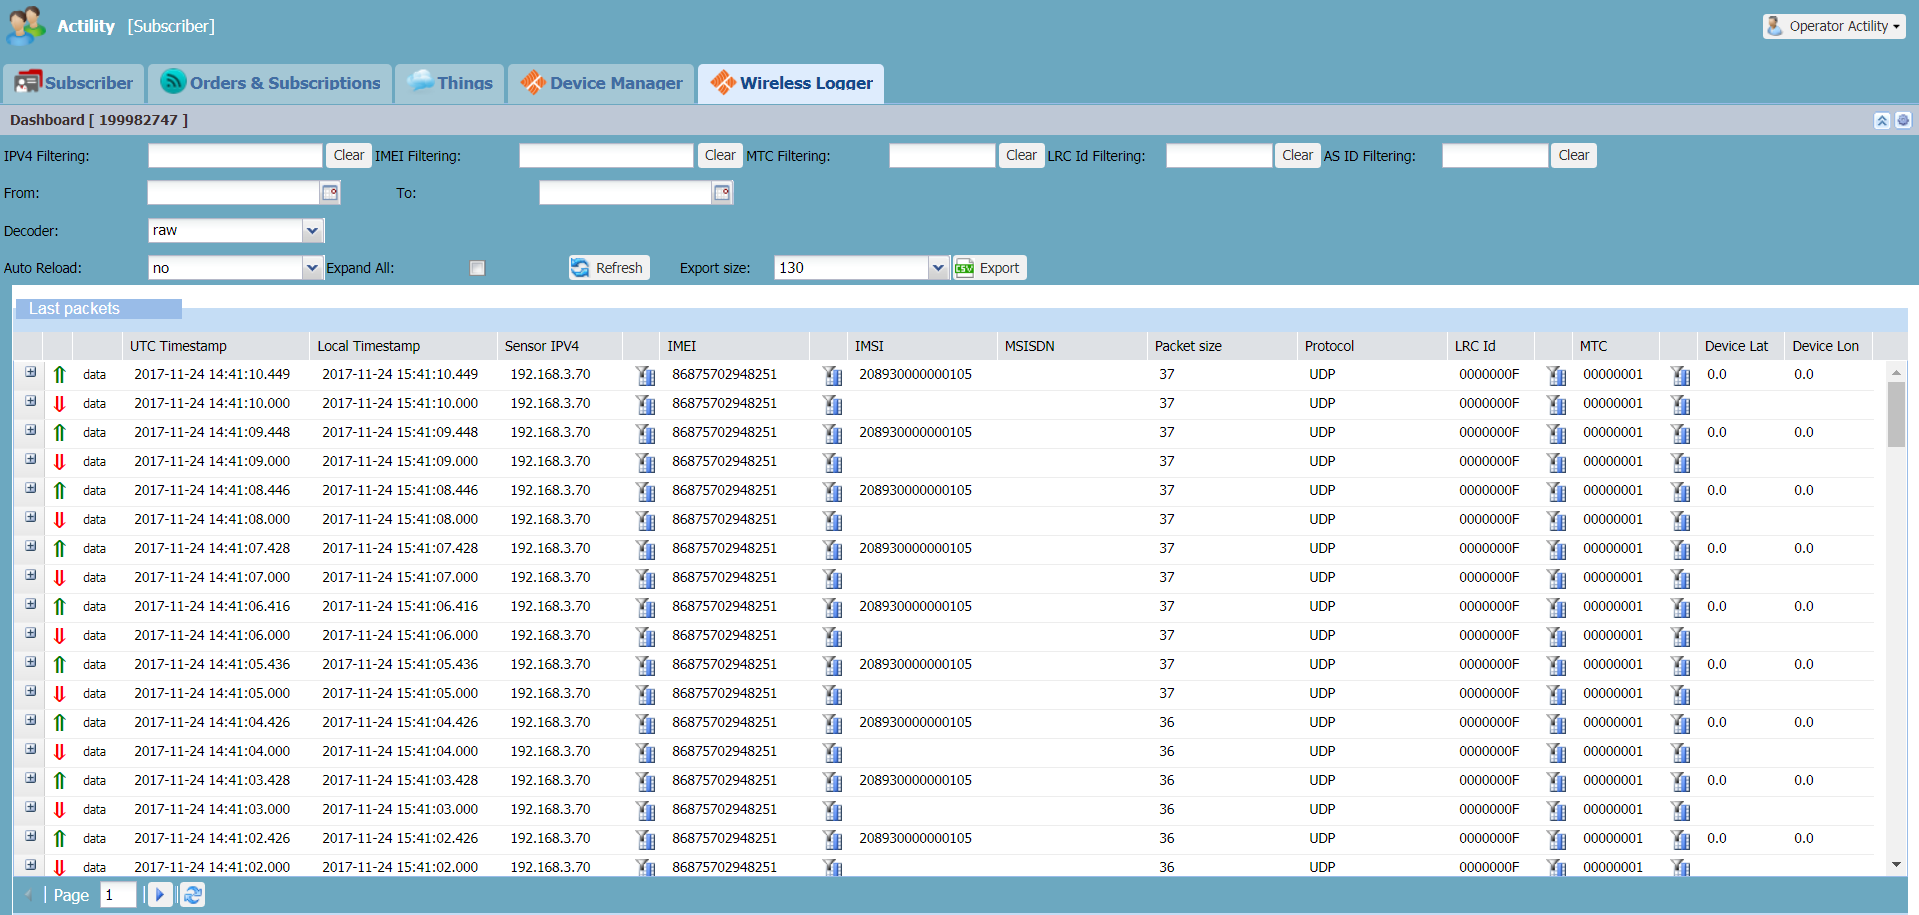 Actility [Subscriber]
Operator Actility
Subscriber Orders & Subscriptions Things Device Manager Wireless Logger
Dashboard [ 199982747 ]
IPV4 Filtering: Clear IMEI Filtering: Clear MTC Filtering: Clear LRC Id Filtering: Clear AS ID Filtering: Clear
From: To:
Decoder: raw
Auto Reload: no Expand All: Refresh Export size: 130 CSV Export
Last packets
UTC Timestamp Local Timestamp Sensor IPV4 IMEI IMSI MSISDN Packet size Protocol LRC Id MTC Device Lat Device Lon
data 2017-11-24 14:41:10.449 2017-11-24 15:41:10.449 192.168.3.70 86875702948251 208930000000105 37 UDP 0000000F 00000001 0.0 0.0
data 2017-11-24 14:41:10.000 2017-11-24 15:41:10.000 192.168.3.70 86875702948251 37 UDP 0000000F 00000001
data 2017-11-24 14:41:09.448 2017-11-24 15:41:09.448 192.168.3.70 86875702948251 208930000000105 37 UDP 0000000F 00000001 0.0 0.0
data 2017-11-24 14:41:09.000 2017-11-24 15:41:09.000 192.168.3.70 86875702948251 37 UDP 0000000F 00000001
data 2017-11-24 14:41:08.446 2017-11-24 15:41:08.446 192.168.3.70 86875702948251 208930000000105 37 UDP 0000000F 00000001 0.0 0.0
data 2017-11-24 14:41:08.000 2017-11-24 15:41:08.000 192.168.3.70 86875702948251 37 UDP 0000000F 00000001
data 2017-11-24 14:41:07.428 2017-11-24 15:41:07.428 192.168.3.70 86875702948251 208930000000105 37 UDP 0000000F 00000001 0.0 0.0
data 2017-11-24 14:41:07.000 2017-11-24 15:41:07.000 192.168.3.70 86875702948251 37 UDP 0000000F 00000001
data 2017-11-24 14:41:06.416 2017-11-24 15:41:06.416 192.168.3.70 86875702948251 208930000000105 37 UDP 0000000F 00000001 0.0 0.0
data 2017-11-24 14:41:06.000 2017-11-24 15:41:06.000 192.168.3.70 86875702948251 37 UDP 0000000F 00000001
data 2017-11-24 14:41:05.436 2017-11-24 15:41:05.436 192.168.3.70 86875702948251 208930000000105 37 UDP 0000000F 00000001 0.0 0.0
data 2017-11-24 14:41:05.000 2017-11-24 15:41:05.000 192.168.3.70 86875702948251 37 UDP 0000000F 00000001
data 2017-11-24 14:41:04.426 2017-11-24 15:41:04.426 192.168.3.70 86875702948251 208930000000105 36 UDP 0000000F 00000001 0.0 0.0
data 2017-11-24 14:41:04.000 2017-11-24 15:41:04.000 192.168.3.70 86875702948251 36 UDP 0000000F 00000001
data 2017-11-24 14:41:03.428 2017-11-24 15:41:03.428 192.168.3.70 86875702948251 208930000000105 36 UDP 0000000F 00000001 0.0 0.0
data 2017-11-24 14:41:03.000 2017-11-24 15:41:03.000 192.168.3.70 86875702948251 36 UDP 0000000F 00000001
data 2017-11-24 14:41:02.426 2017-11-24 15:41:02.426 192.168.3.70 86875702948251 208930000000105 36 UDP 0000000F 00000001 0.0 0.0
data 2017-11-24 14:41:02.000 2017-11-24 15:41:02.000 192.168.3.70 86875702948251 36 UDP 0000000F 00000001
Page 1